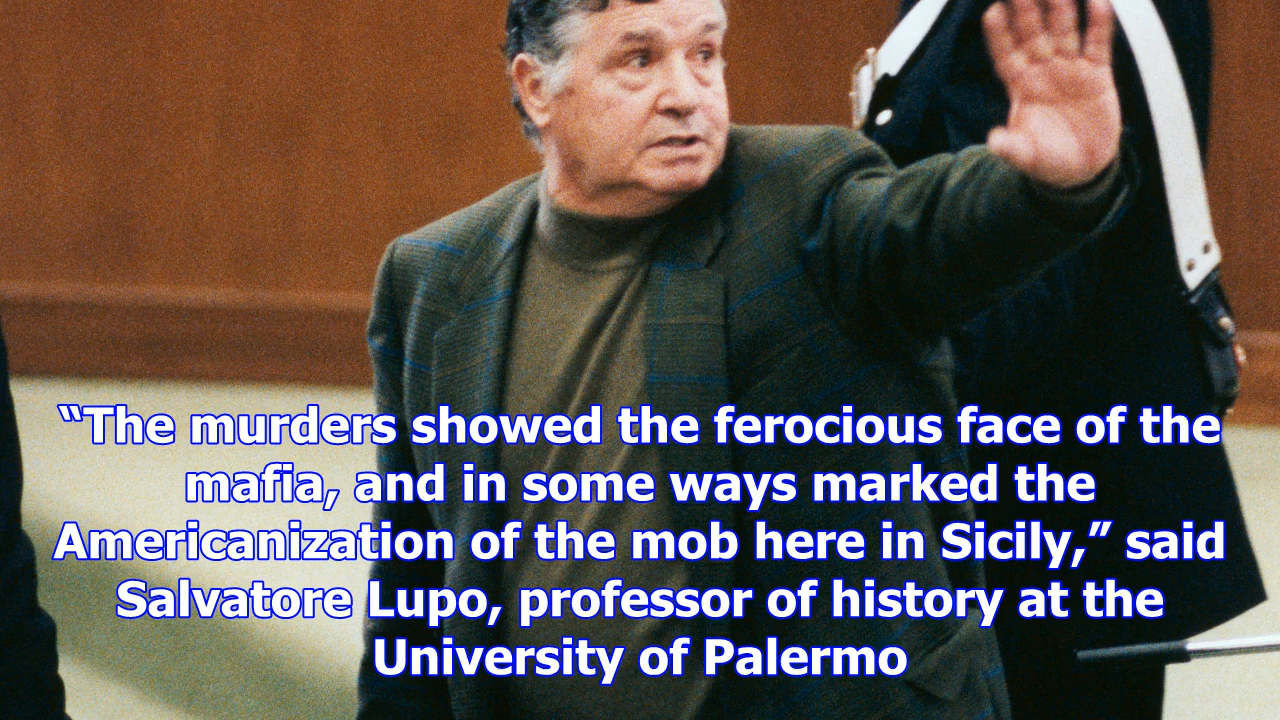 “The murders showed the ferocious face of the
mafia, and in some ways marked the
Americanization of the mob here in Sicily,” said
Salvatore Lupo, professor of history at the
University of Palermo